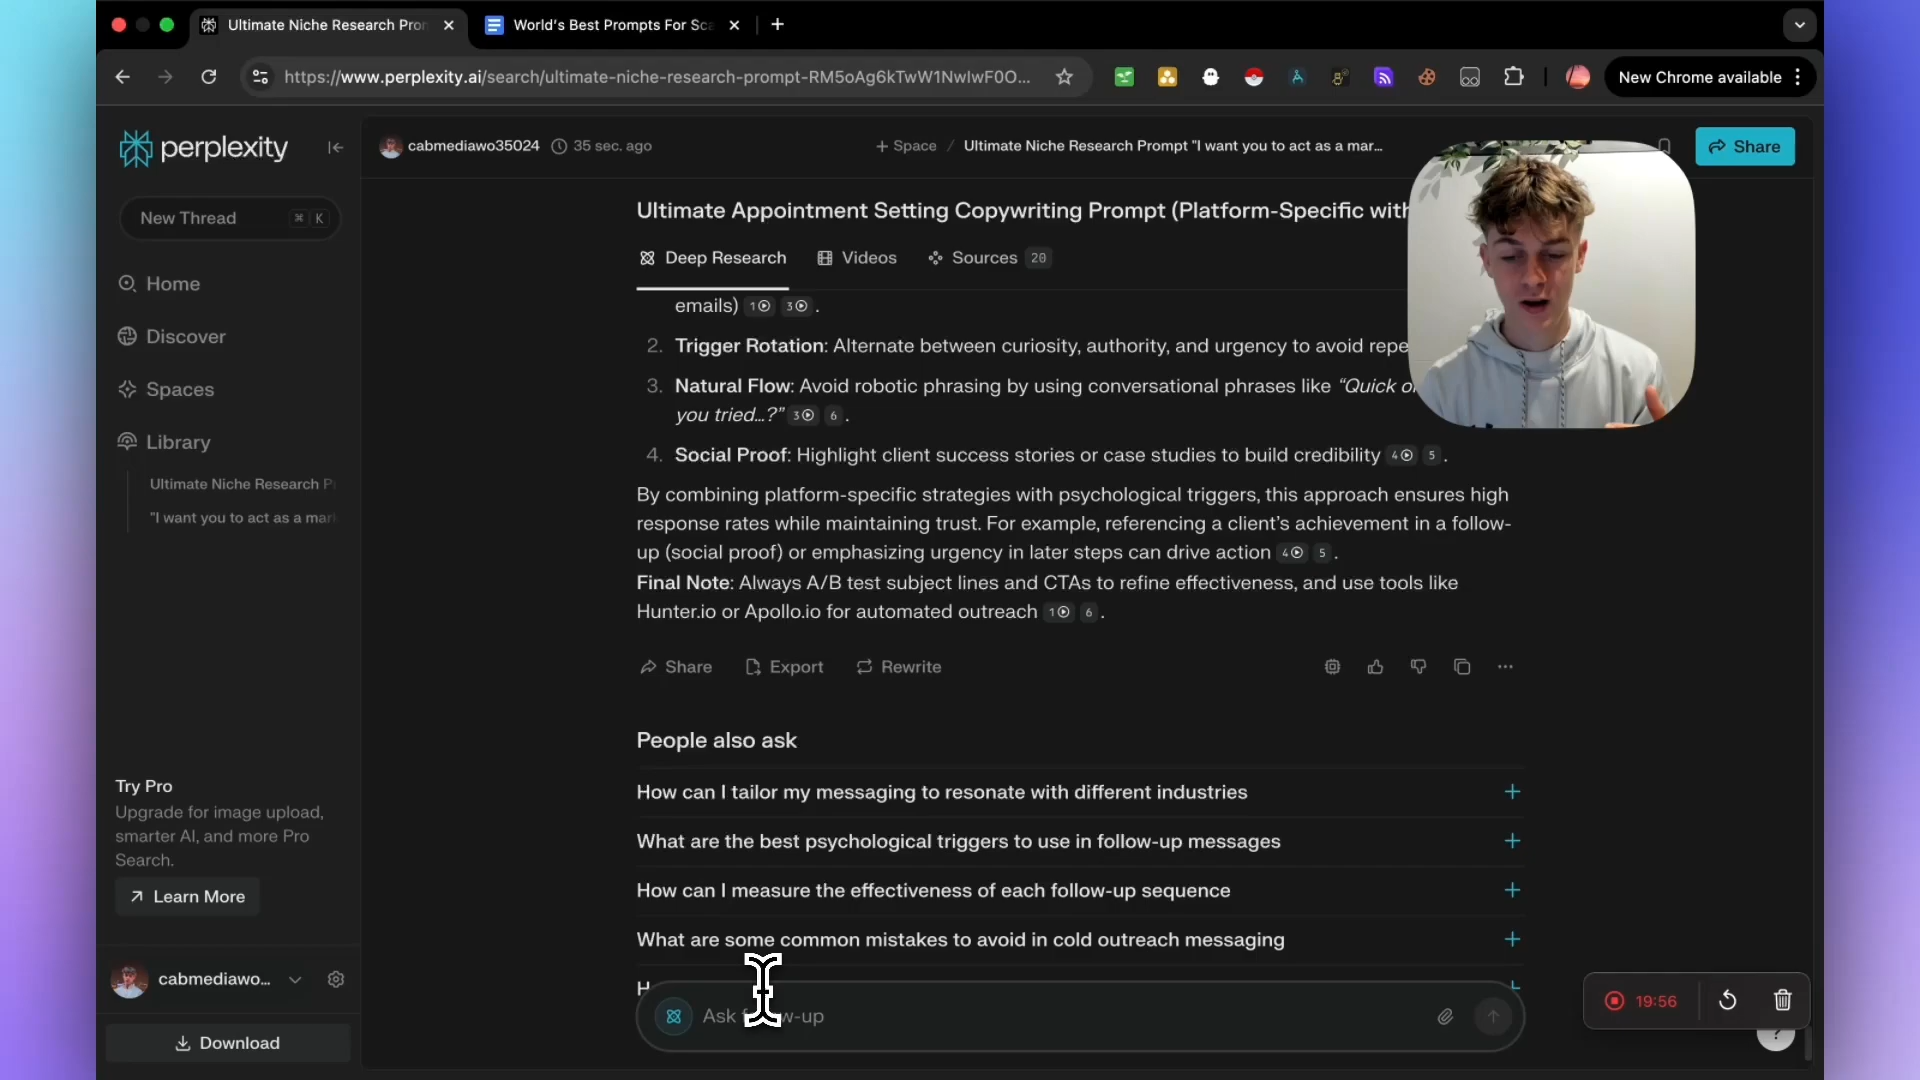 Ultimate Niche Research Pro
World's Best Prompts For Sc
https://www.perplexity.ai/search/ultimate-niche-research-prompt-RM5oAg6kTwW1NwIwF0O...
New Chrome available
perplexity
cabmediawo35024
35 sec. ago
+ Space / Ultimate Niche Research Prompt "I want you to act as a mar...
Share
New Thread
⌘ K
Home
Discover
Spaces
Library
Ultimate Niche Research P
"I want you to act as a mar
Ultimate Appointment Setting Copywriting Prompt (Platform-Specific with
Deep Research
Videos
Sources 20
emails) 1 3 .
2. Trigger Rotation: Alternate between curiosity, authority, and urgency to avoid repe
3. Natural Flow: Avoid robotic phrasing by using conversational phrases like "Quick
you tried...?" 3 6 .
4. Social Proof: Highlight client success stories or case studies to build credibility 4 5 .
By combining platform-specific strategies with psychological triggers, this approach ensures high
response rates while maintaining trust. For example, referencing a client's achievement in a follow-
up (social proof) or emphasizing urgency in later steps can drive action 4 5 .
Final Note: Always A/B test subject lines and CTAs to refine effectiveness, and use tools like
Hunter.io or Apollo.io for automated outreach 1 6 .
Share
Export
Rewrite
People also ask
How can I tailor my messaging to resonate with different industries
What are the best psychological triggers to use in follow-up messages
How can I measure the effectiveness of each follow-up sequence
What are some common mistakes to avoid in cold outreach messaging
Ask f w-up
Try Pro
Upgrade for image upload,
smarter AI, and more Pro
Search.
Learn More
cabmediawo...
Download
19:56
?